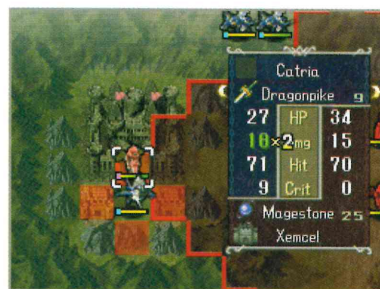 Catria
Dragonpike 9
27 HP 34
18×2 Dmg 15
71 Hit 70
9 Crit 0
Magestone 25
Xemcel